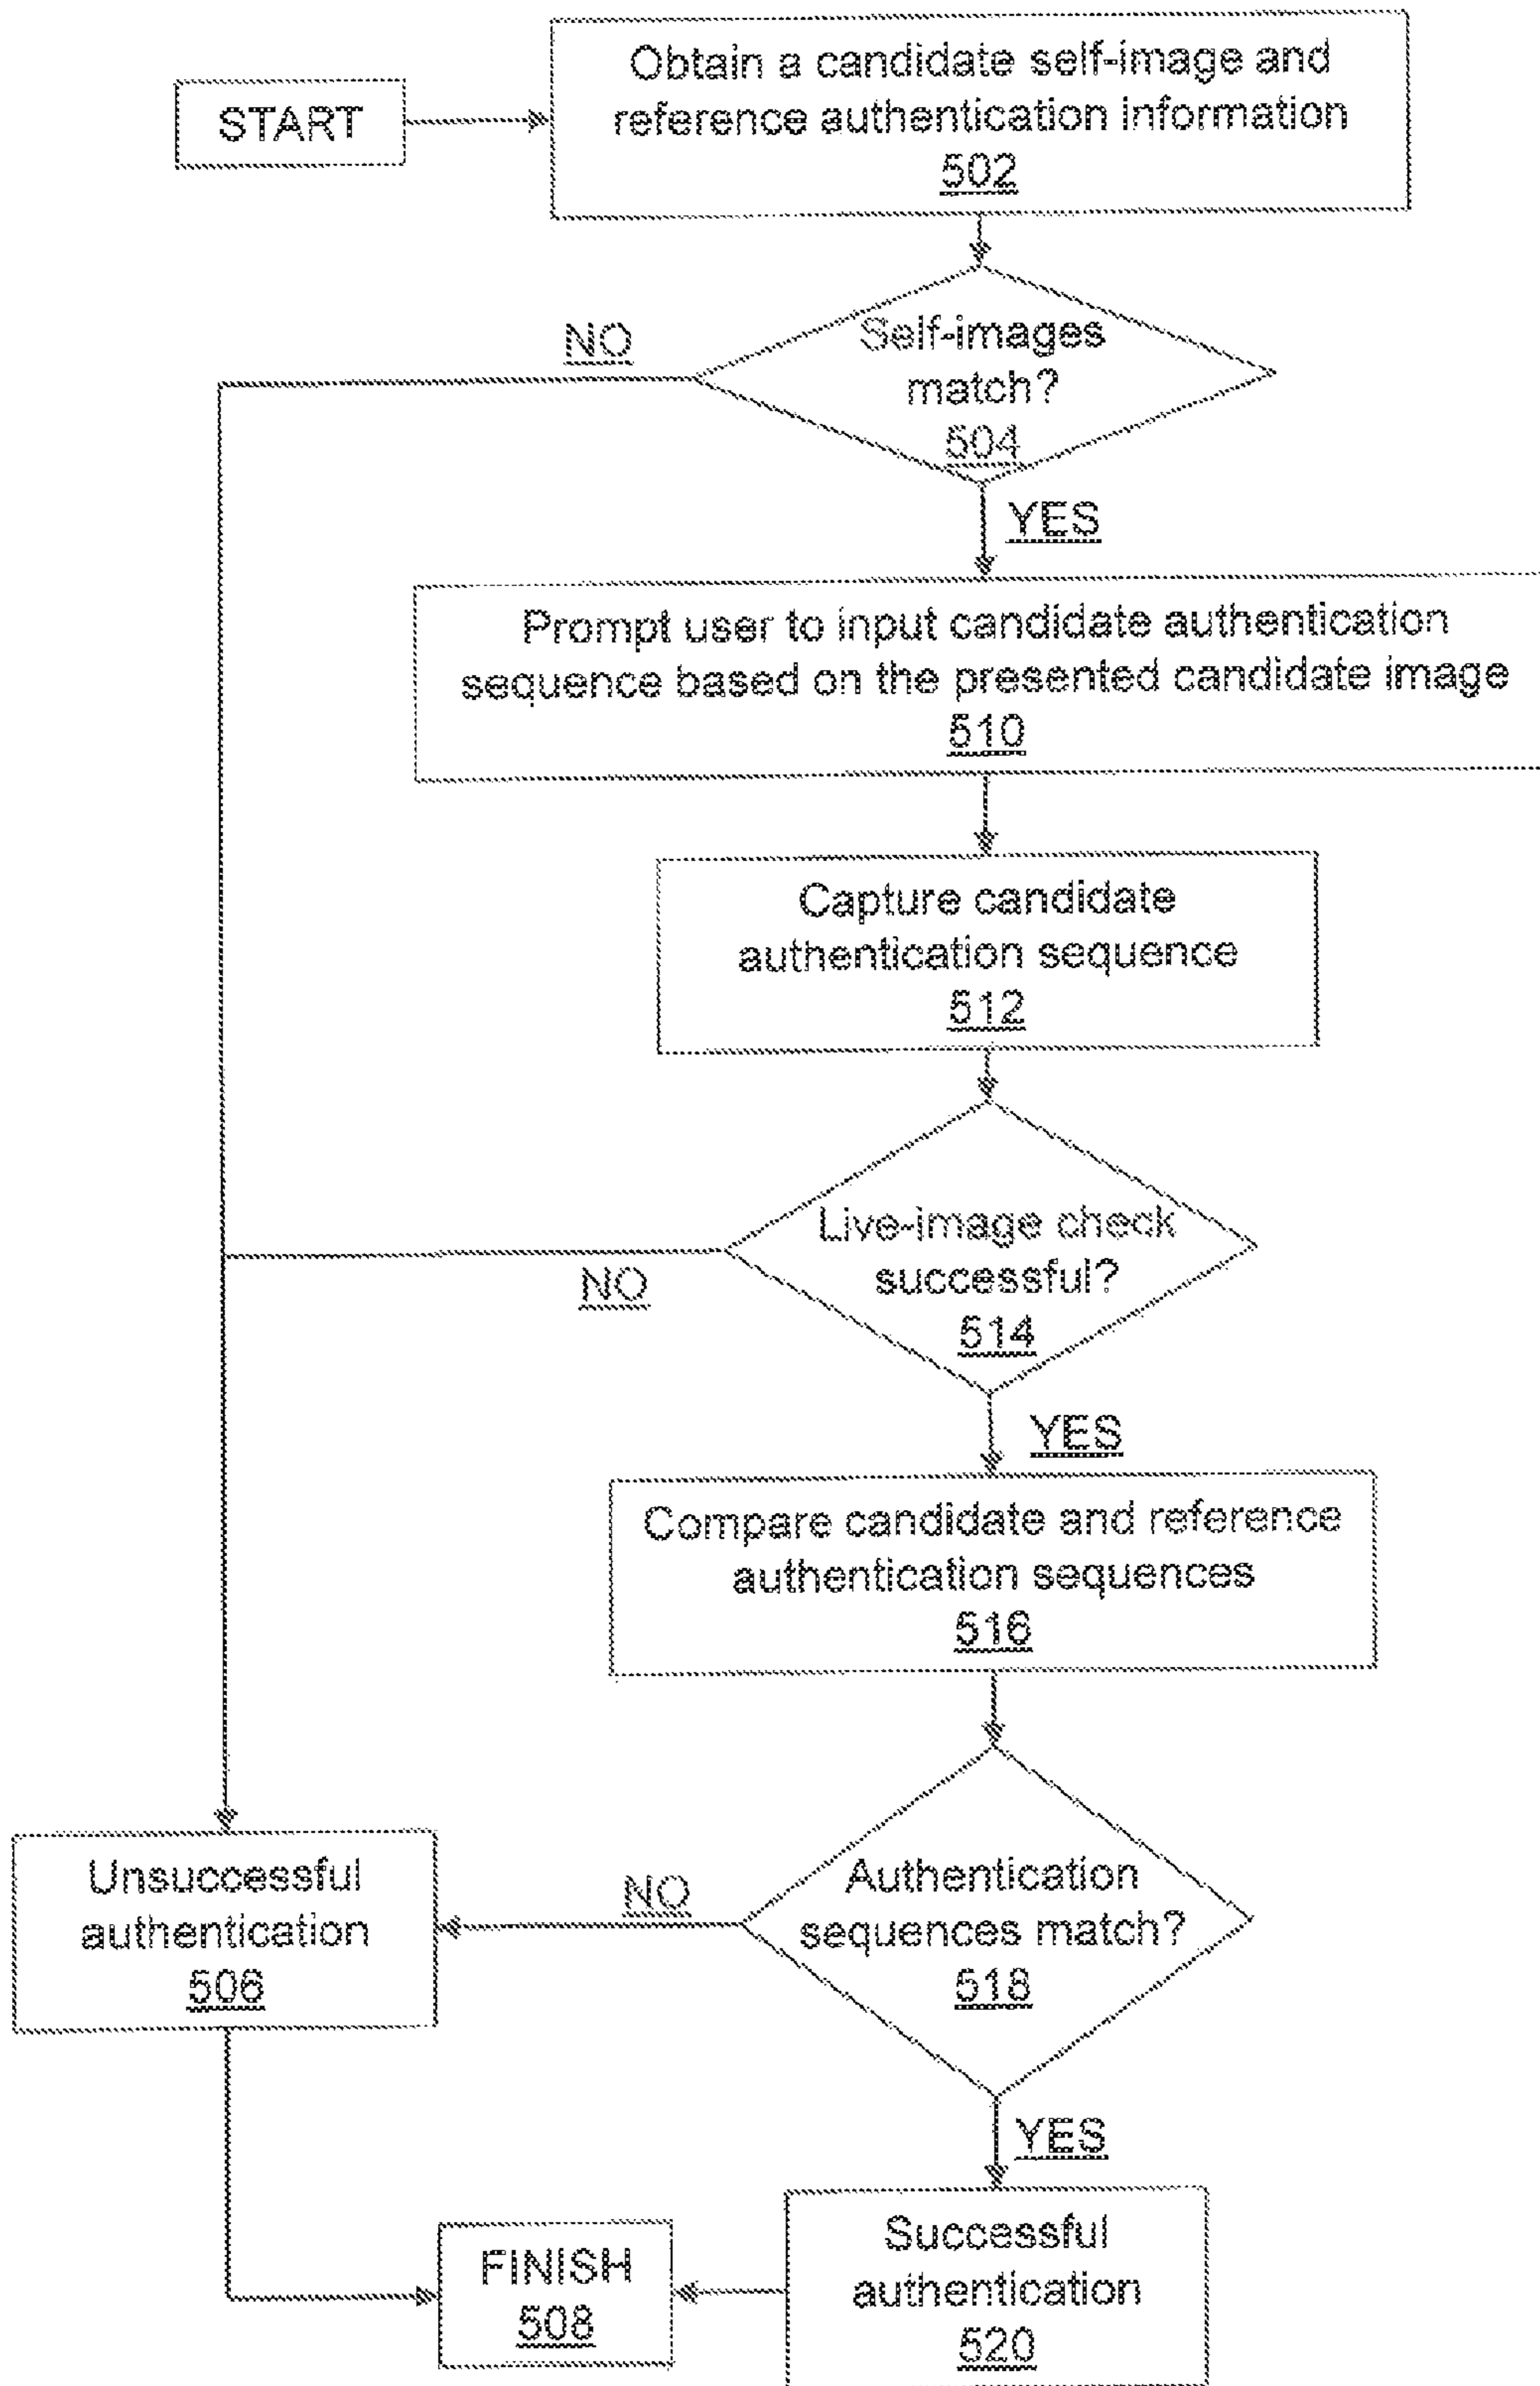 START
Obtain a candidate self-image and
reference authentication information
502
Self-images
match?
504
NO
YES
Prompt user to input candidate authentication
sequence based on the presented candidate image
510
Capture candidate
authentication sequence
512
Live-image check
successful?
514
NO
YES
Compare candidate and reference
authentication sequences
516
Authentication
sequences match?
518
NO
Unsuccessful
authentication
506
YES
Successful
authentication
520
FINISH
508